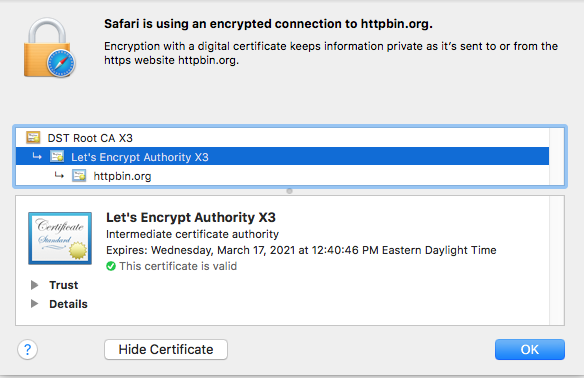 Safari is using an encrypted connection to httpbin.org.
Encryption with a digital certificate keeps information private as it's sent to or from the
https website httpbin.org.
DST Root CA X3
Let's Encrypt Authority X3
httpbin.org
Certificate
Standard
Let's Encrypt Authority X3
Intermediate certificate authority
Expires: Wednesday, March 17, 2021 at 12:40:46 PM Eastern Daylight Time
This certificate is valid
Trust
Details
?
Hide Certificate
OK